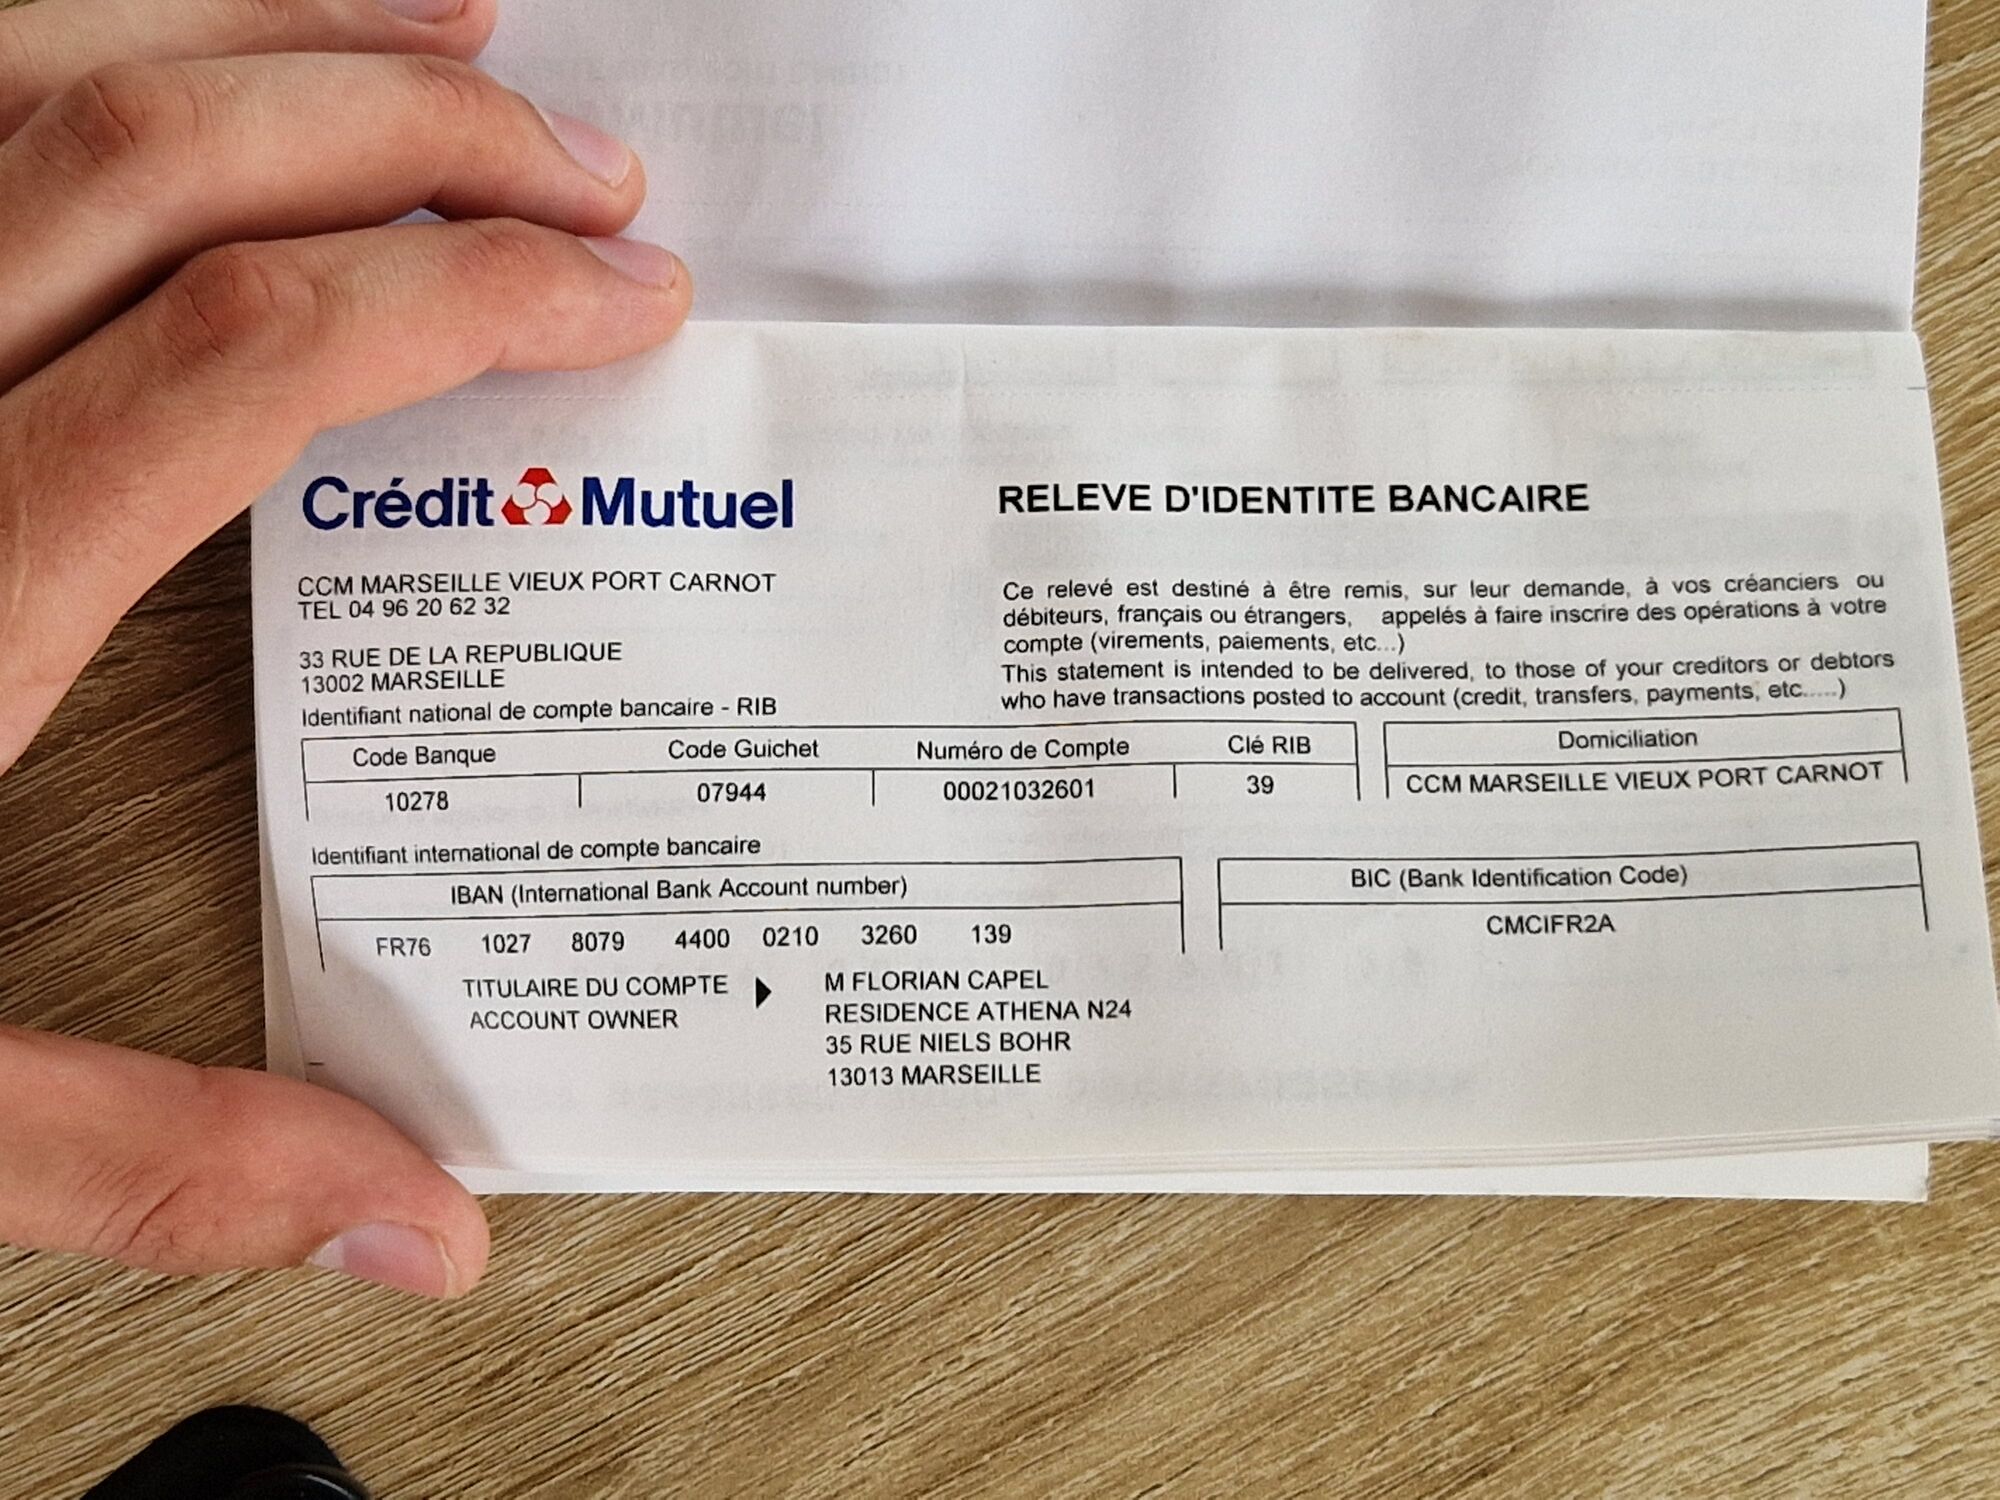 Crédit Mutuel
RELEVE D'IDENTITE BANCAIRE
CCM MARSEILLE VIEUX PORT CARNOT
TEL 04 96 20 62 32
33 RUE DE LA REPUBLIQUE
13002 MARSEILLE
Ce relevé est destiné à être remis, sur leur demande, à vos créanciers ou
débiteurs, français ou étrangers, appelés à faire inscrire des opérations à votre
compte (virements, paiements, etc...)
This statement is intended to be delivered, to those of your creditors or debtors
who have transactions posted to account (credit, transfers, payments, etc.....)
Identifiant national de compte bancaire - RIB
Code Banque Code Guichet Numéro de Compte Clé RIB Domiciliation
10278 07944 00021032601 39 CCM MARSEILLE VIEUX PORT CARNOT
Identifiant international de compte bancaire
IBAN (International Bank Account number) BIC (Bank Identification Code)
FR76 1027 8079 4400 0210 3260 139 CMCIFR2A
TITULAIRE DU COMPTE M FLORIAN CAPEL
ACCOUNT OWNER RESIDENCE ATHENA N24
35 RUE NIELS BOHR
13013 MARSEILLE